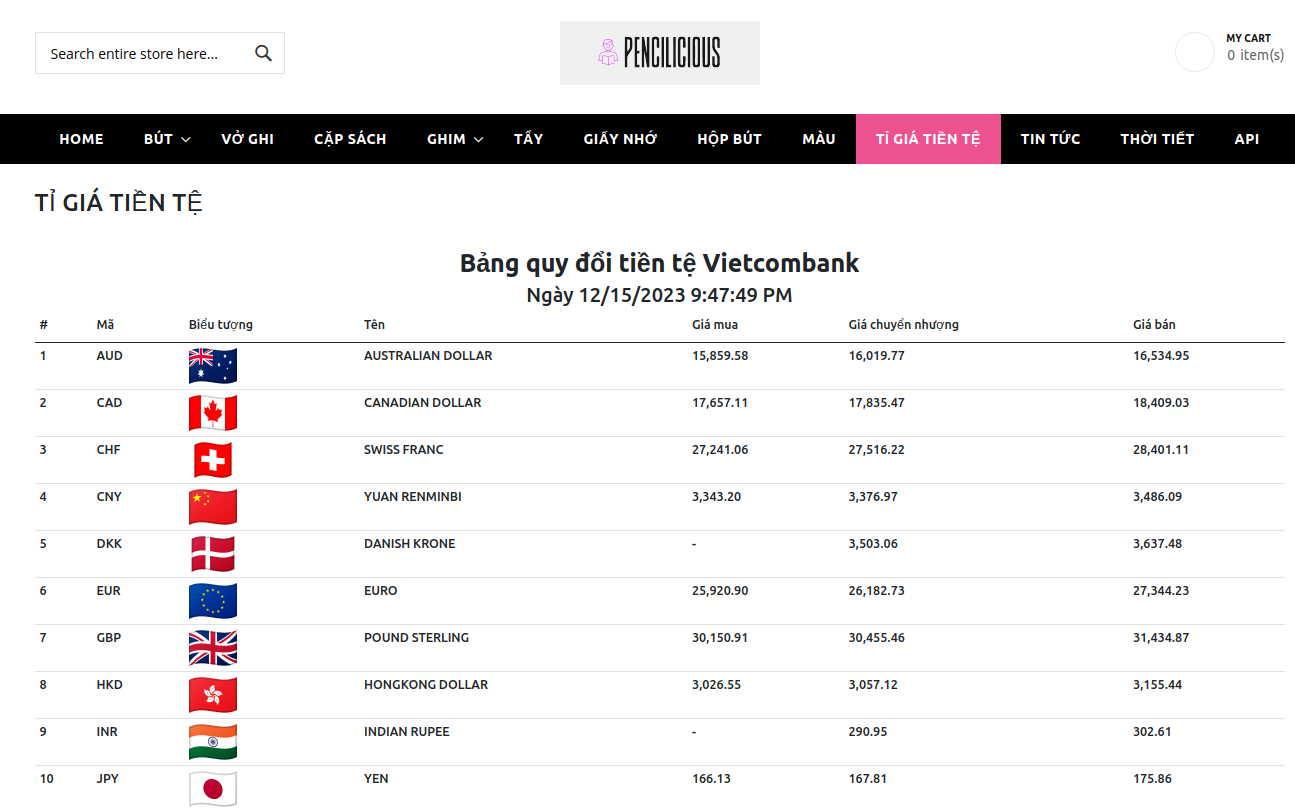 Search entire store here...
PENCILICIOUS
MY CART
0 item(s)
HOME BÚT VỞ GHI CẶP SÁCH GHIM TẨY GIẤY NHỚ HỘP BÚT MÀU TỈ GIÁ TIỀN TỆ TIN TỨC THỜI TIẾT API
TỈ GIÁ TIỀN TỆ
Bảng quy đổi tiền tệ Vietcombank
Ngày 12/15/2023 9:47:49 PM
# Mã Biểu tượng Tên Giá mua Giá chuyển nhượng Giá bán
1 AUD AUSTRALIAN DOLLAR 15,859.58 16,019.77 16,534.95
2 CAD CANADIAN DOLLAR 17,657.11 17,835.47 18,409.03
3 CHF SWISS FRANC 27,241.06 27,516.22 28,401.11
4 CNY YUAN RENMINBI 3,343.20 3,376.97 3,486.09
5 DKK DANISH KRONE - 3,503.06 3,637.48
6 EUR EURO 25,920.90 26,182.73 27,344.23
7 GBP POUND STERLING 30,150.91 30,455.46 31,434.87
8 HKD HONGKONG DOLLAR 3,026.55 3,057.12 3,155.44
9 INR INDIAN RUPEE - 290.95 302.61
10 JPY YEN 166.13 167.81 175.86